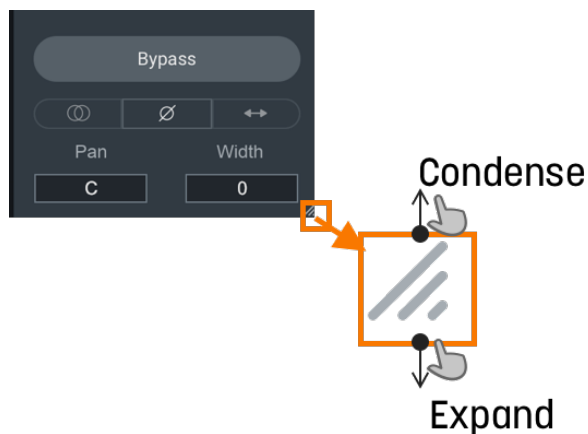 Bypass
Ø
Pan Width
C 0
Condense
Expand